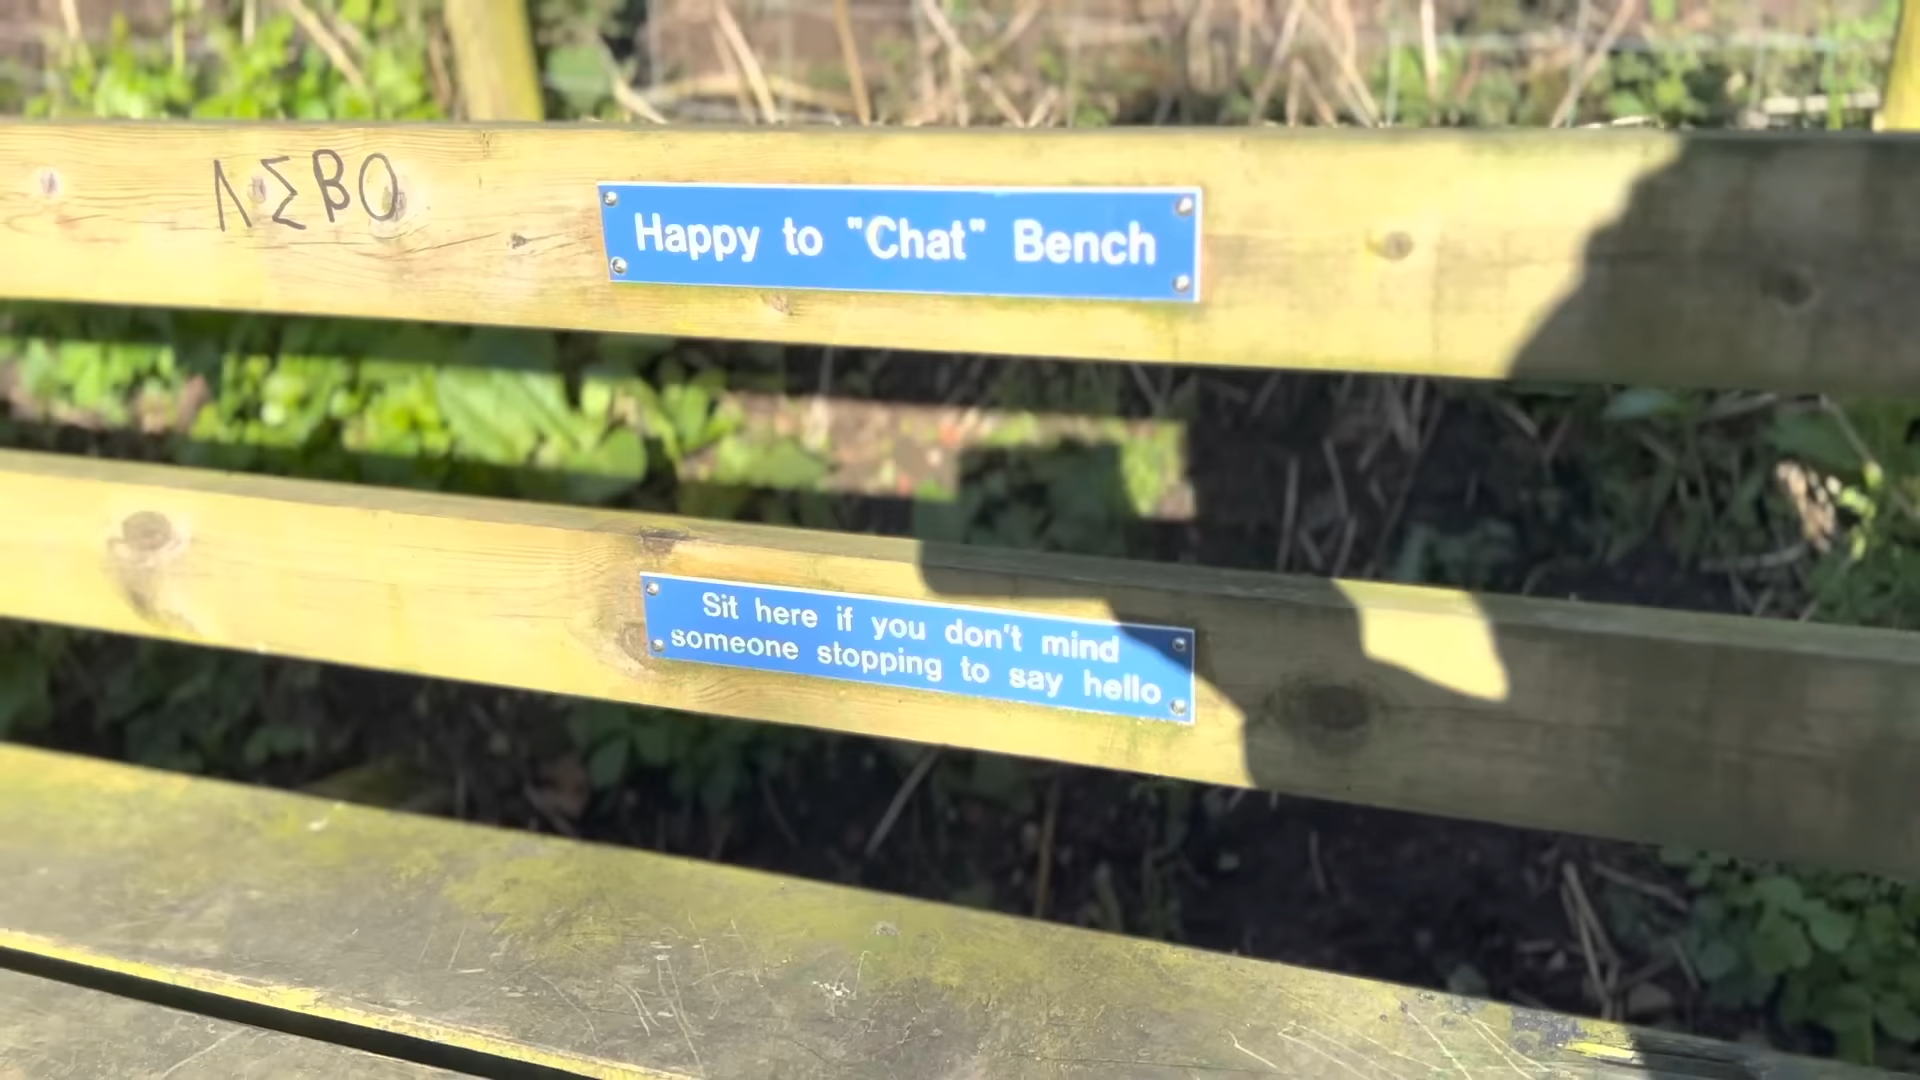 ΛΣΒΟ
Happy to "Chat" Bench
Sit here if you don't mind
someone stopping to say hello